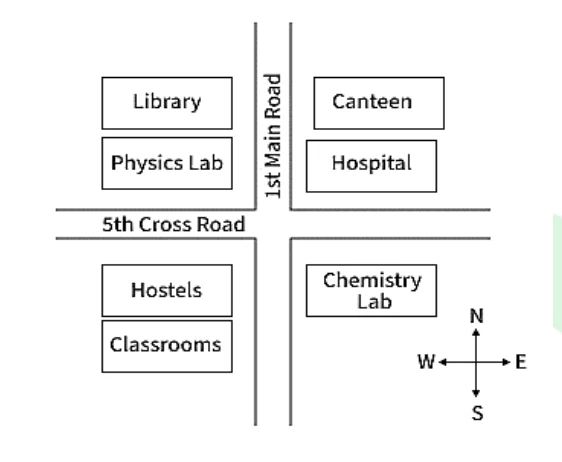 Library
Canteen
1st Main Road
Physics Lab
Hospital
5th Cross Road
Hostels
Chemistry
Lab
Classrooms
N
W
E
S